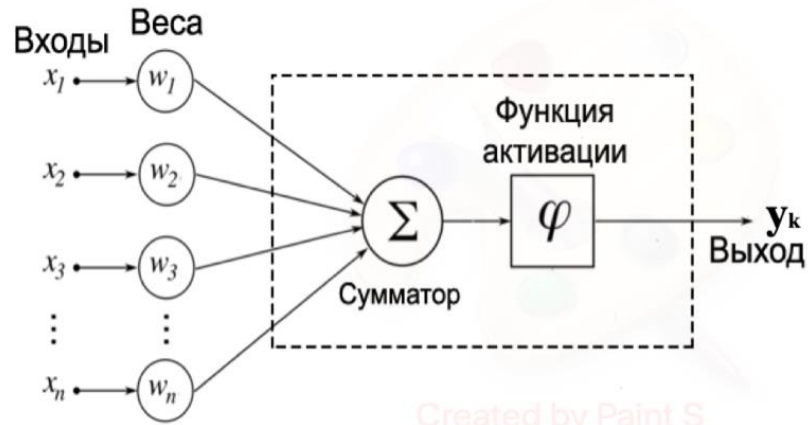 Входы
Веса
x1
w1
x2
w2
x3
w3
⋮
⋮
xn
wn
Σ
Сумматор
Функция
активации
φ
yk
Выход
Created by Paint S